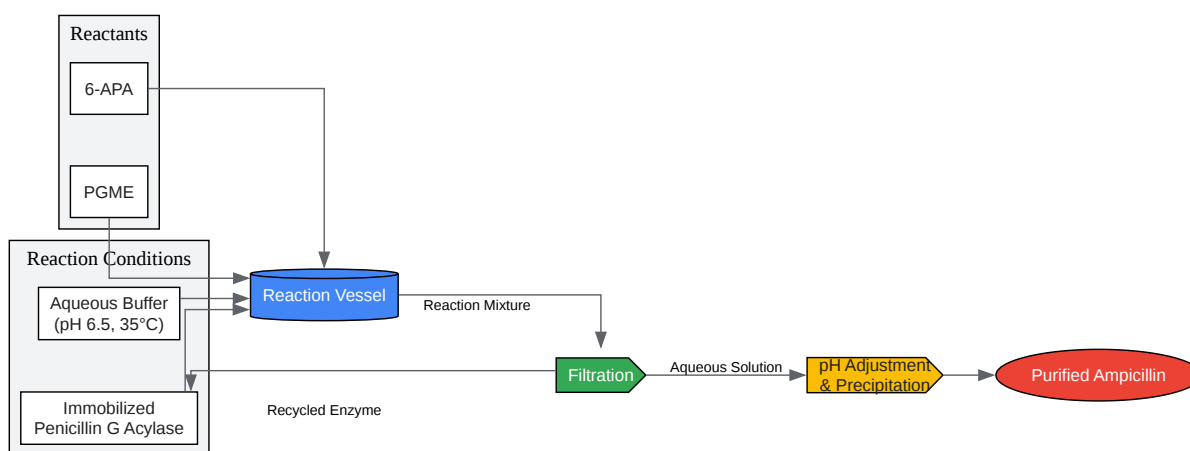 Reactants
6-APA
PGME
Reaction Conditions
Aqueous Buffer
(pH 6.5, 35°C)
Reaction Vessel
Reaction Mixture
Filtration
Aqueous Solution
pH Adjustment
& Precipitation
Purified Ampicillin
Immobilized
Penicillin G Acylase
Recycled Enzyme